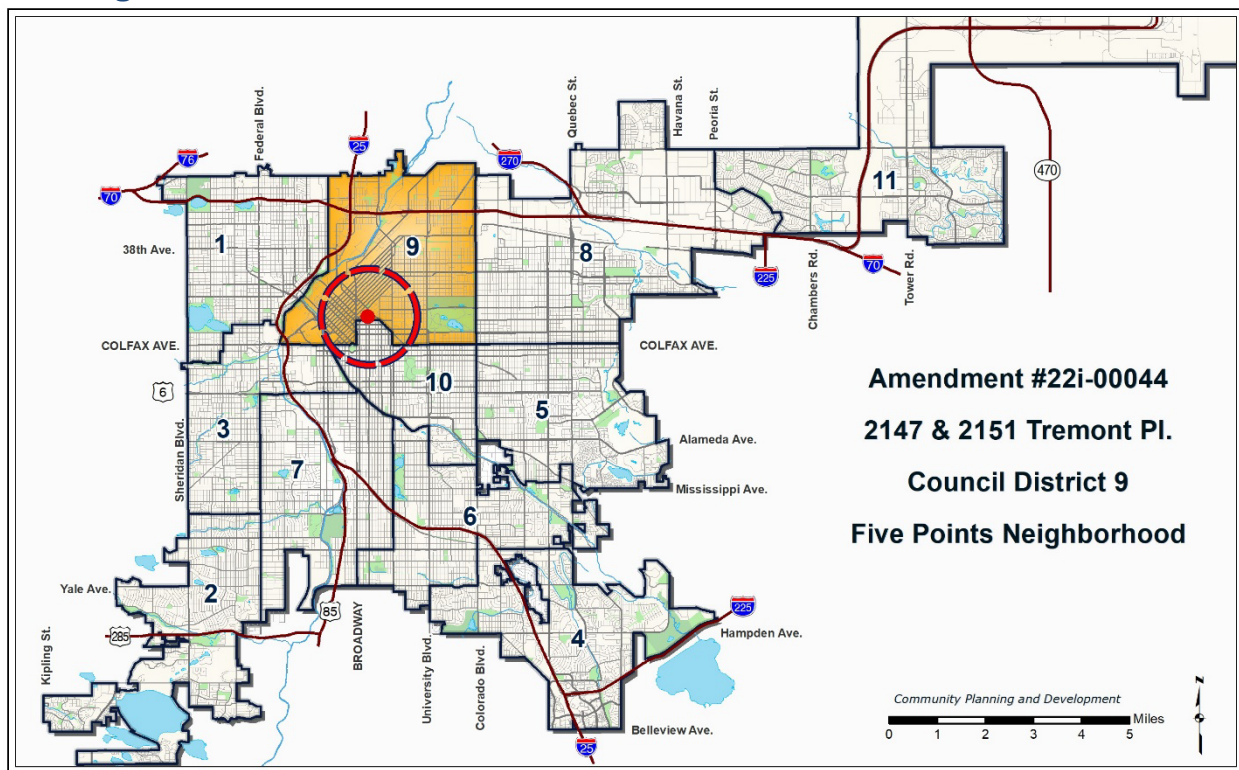 Federal Blvd.
Quebec St.
Havana St.
Peoria St.
76
25
270
70
470
11
9
1
8
38th Ave.
225
70
Chambers Rd.
Tower Rd.
COLFAX AVE.
COLFAX AVE.
6
10
5
3
Sheridan Blvd.
7
Alameda Ave.
Mississippi Ave.
6
Amendment #22i-00044
2147 & 2151 Tremont Pl.
Council District 9
Five Points Neighborhood
Yale Ave.
2
85
285
225
4
Hampden Ave.
Kipling St.
BROADWAY
University Blvd.
Colorado Blvd.
Belleview Ave.
25
Community Planning and Development
Miles
0 1 2 3 4 5
N